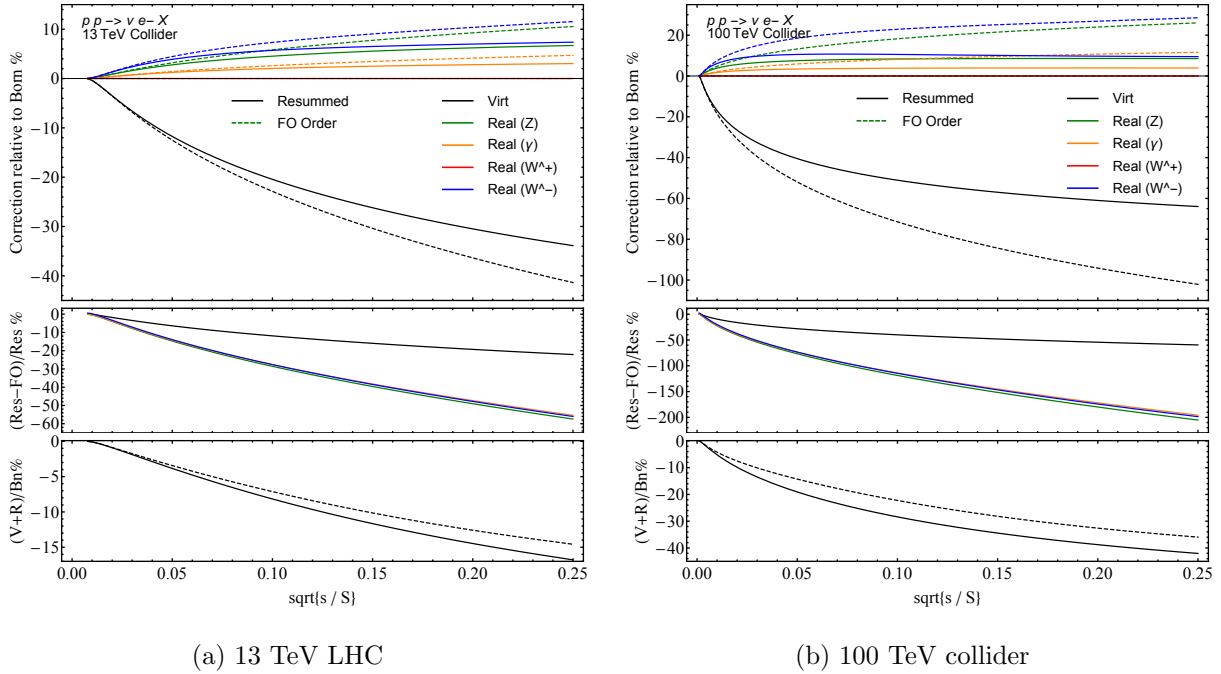 p p -> v e- X
13 TeV Collider
Correction relative to Born %
10
0
−10
−20
−30
−40
Resummed
FO Order
Virt
Real (Z)
Real (γ)
Real (W^+)
Real (W^-)
(Res−FO)/Res %
0
−10
−20
−30
−40
−50
−60
(V+R)/Bn%
0
−5
−10
−15
0.00 0.05 0.10 0.15 0.20 0.25
sqrt{s / S}
(a) 13 TeV LHC
p p -> v e- X
100 TeV Collider
Correction relative to Born %
20
0
−20
−40
−60
−80
−100
Resummed
FO Order
Virt
Real (Z)
Real (γ)
Real (W^+)
Real (W^-)
(Res−FO)/Res %
0
−50
−100
−150
−200
(V+R)/Bn%
0
−10
−20
−30
−40
0.00 0.05 0.10 0.15 0.20 0.25
sqrt{s / S}
(b) 100 TeV collider